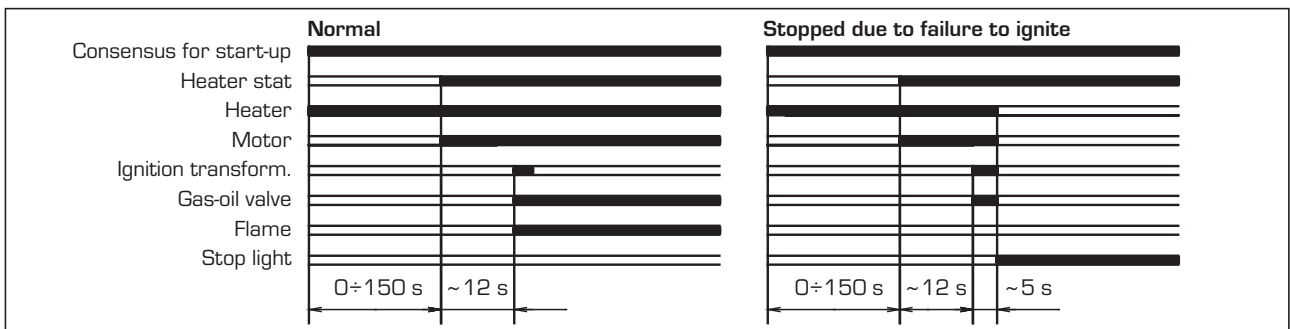 Normal
Stopped due to failure to ignite
Consensus for start-up
Heater stat
Heater
Motor
Ignition transform.
Gas-oil valve
Flame
Stop light
0÷150 s
~12 s
0÷150 s
~12 s
~5 s